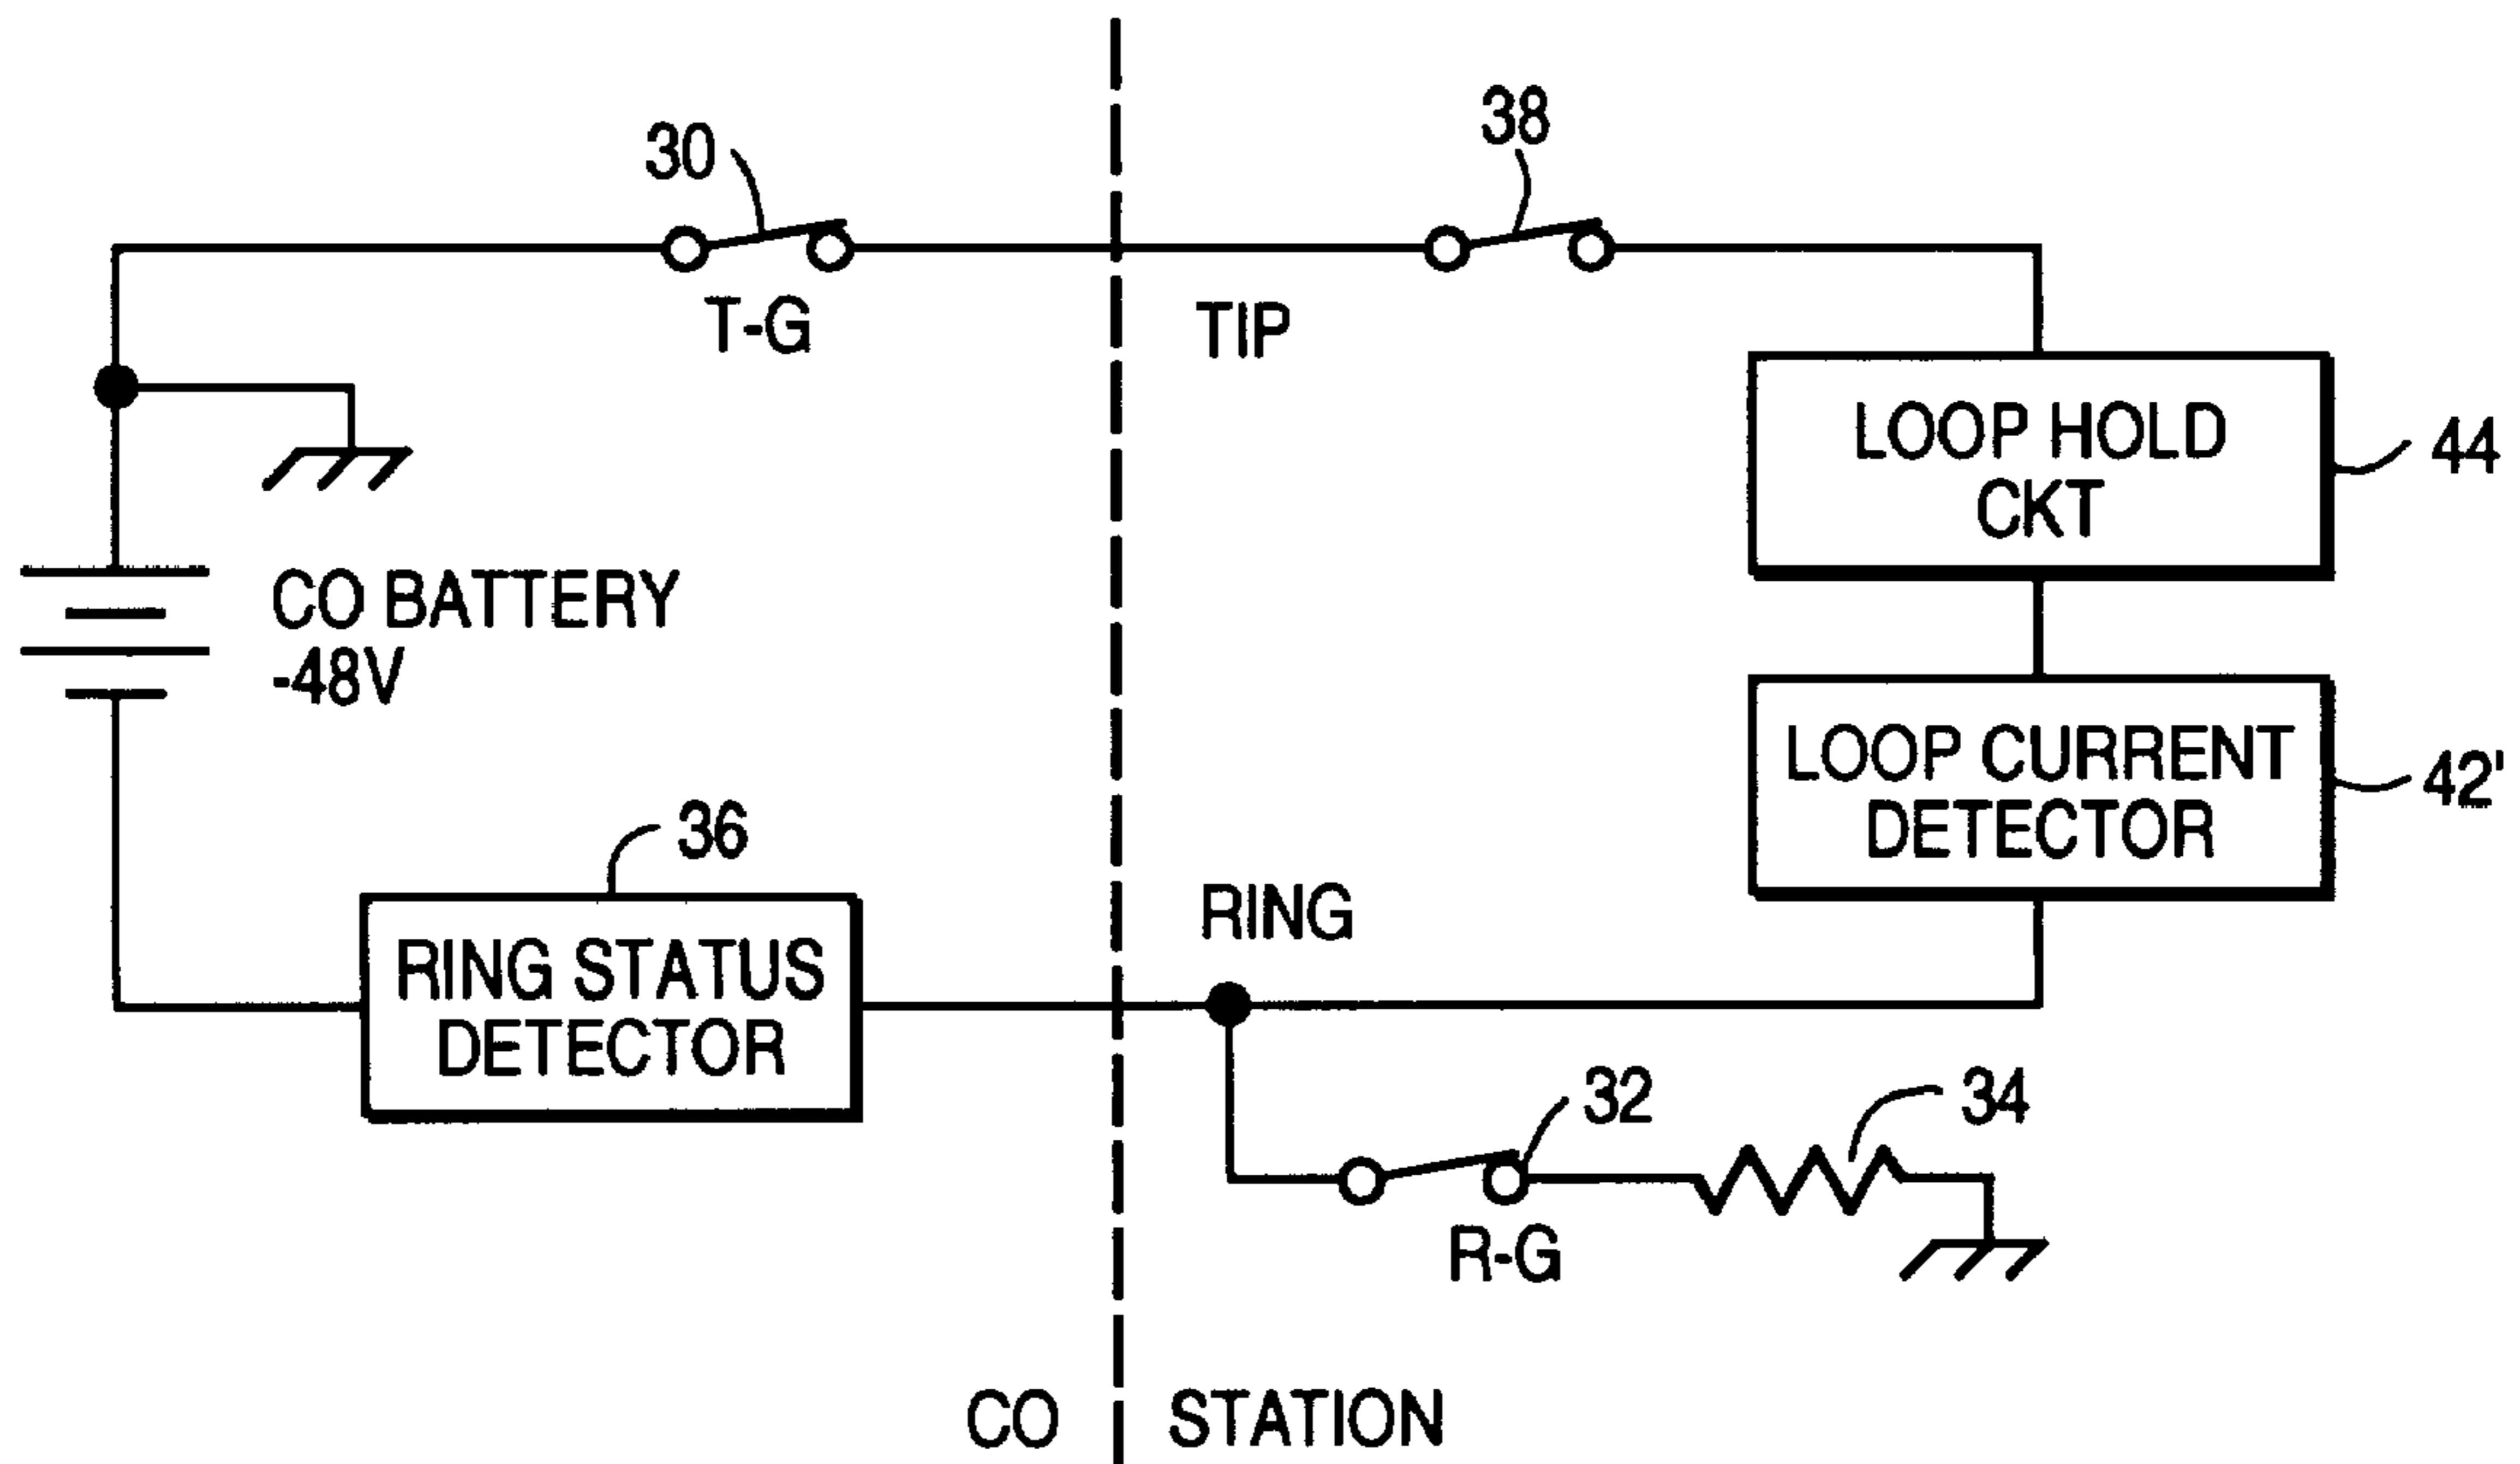 38
30
T-G
TIP
LOOP HOLD
CKT
44
CO BATTERY
-48V
LOOP CURRENT
DETECTOR
42'
36
RING
RING STATUS
DETECTOR
32
34
R-G
CO
STATION